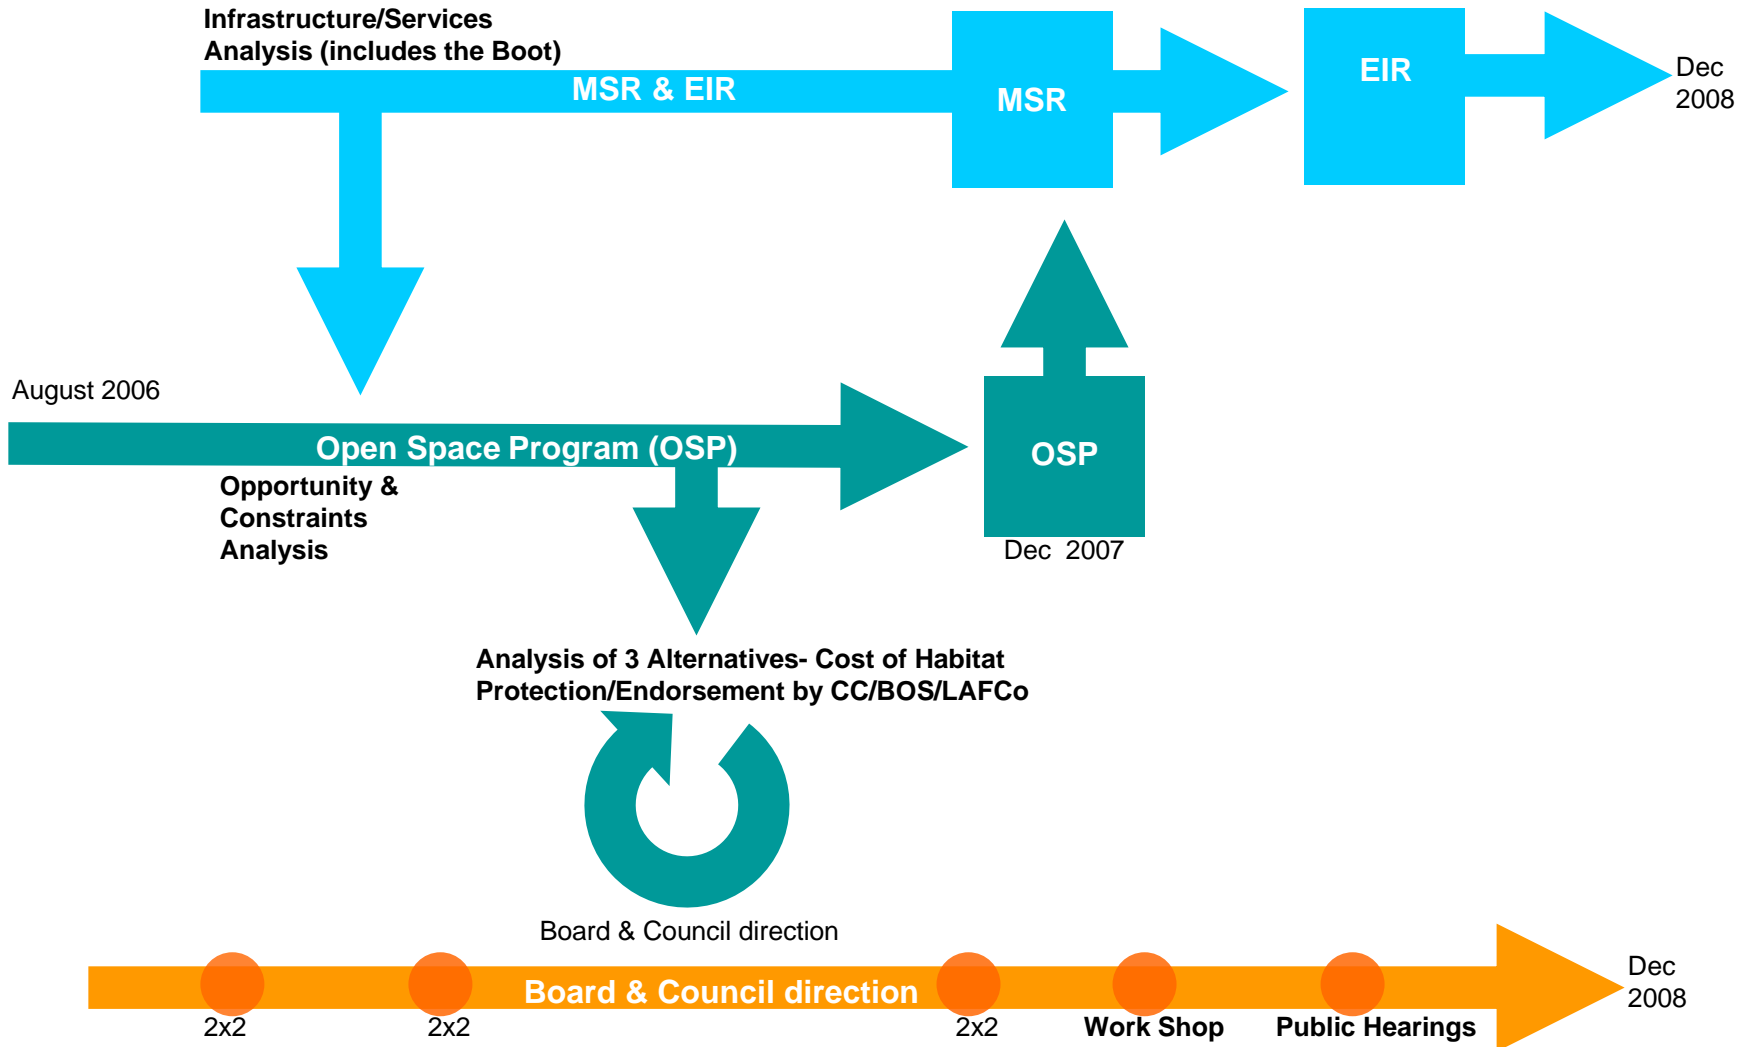 Infrastructure/Services
Analysis (includes the Boot)
MSR & EIR
MSR
EIR
Dec
2008
August 2006
Open Space Program (OSP)
OSP
Opportunity &
Constraints
Analysis
Dec 2007
Analysis of 3 Alternatives- Cost of Habitat
Protection/Endorsement by CC/BOS/LAFCo
Board & Council direction
Board & Council direction
Dec
2008
2x2
2x2
2x2
Work Shop
Public Hearings